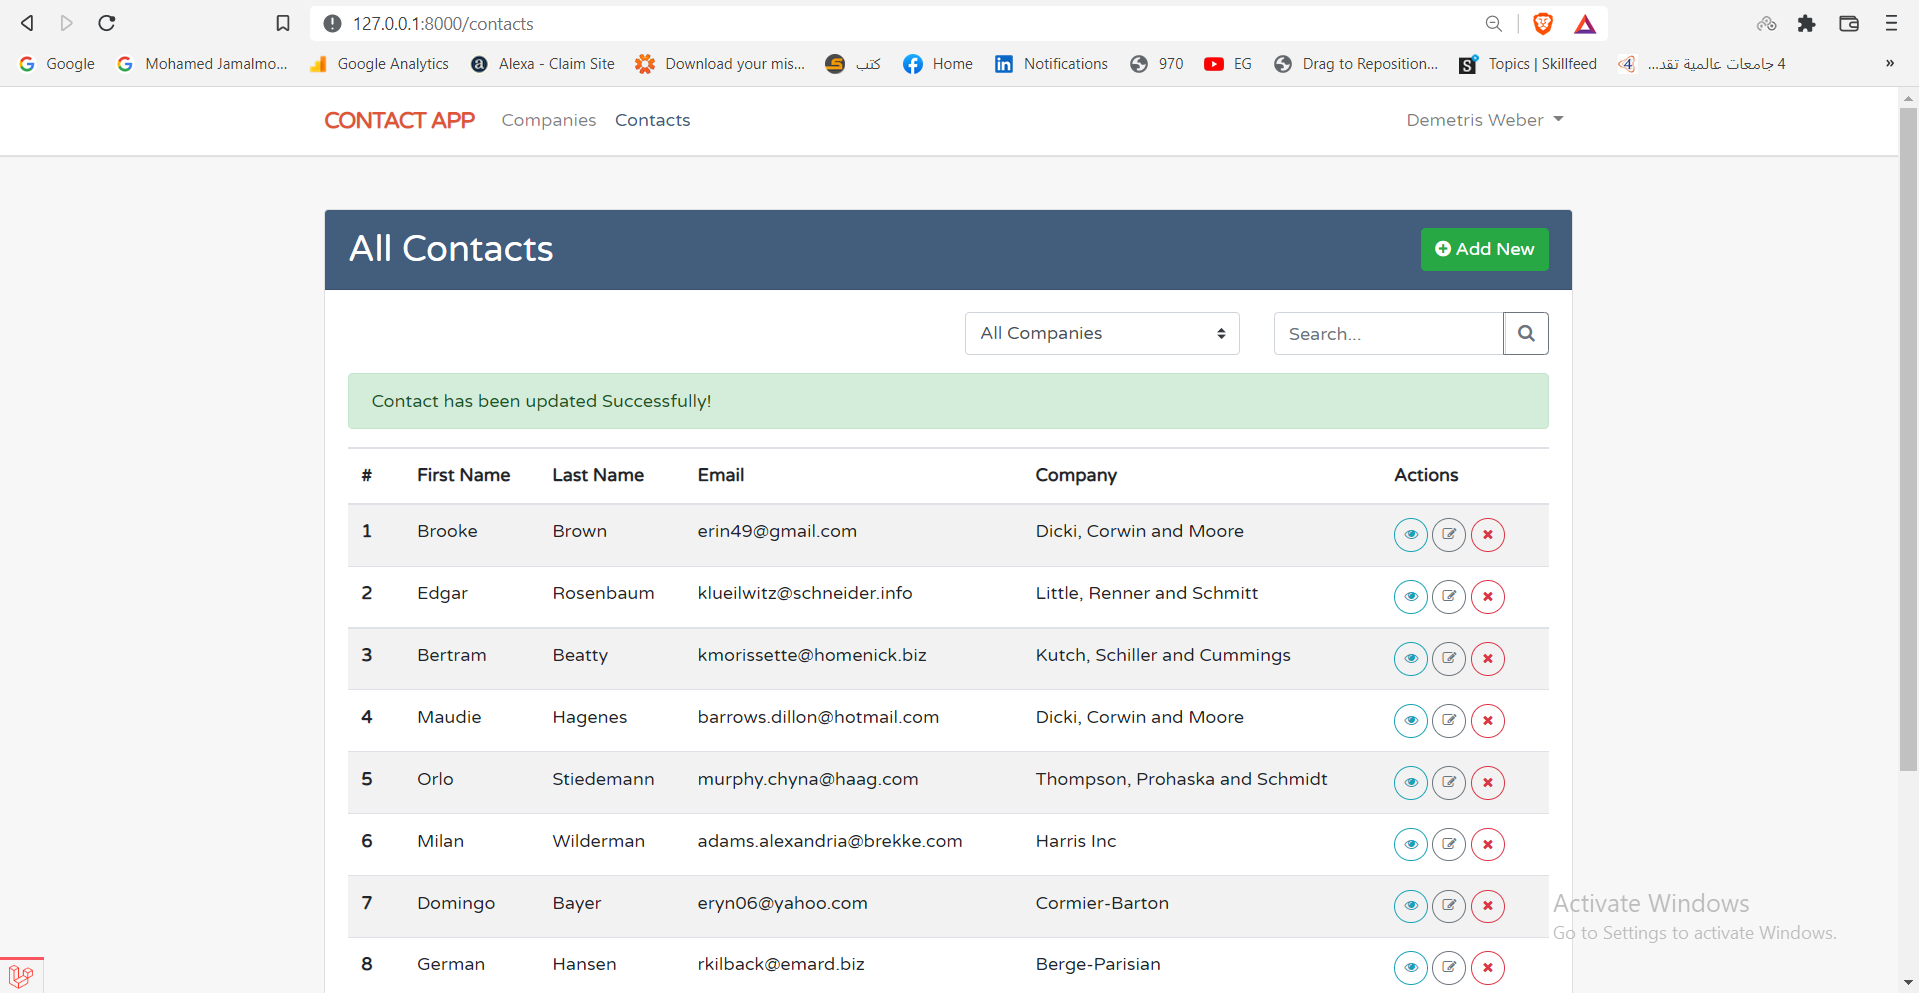 127.0.0.1:8000/contacts
Google Mohamed Jamalmo... Google Analytics Alexa - Claim Site Download your mis... كتب Home Notifications 970 EG Drag to Reposition... Topics | Skillfeed 4 جامعات عالمية تقد... »
CONTACT APP Companies Contacts Demetris Weber
All Contacts Add New
All Companies Search...
Contact has been updated Successfully!
# First Name Last Name Email Company Actions
1 Brooke Brown erin49@gmail.com Dicki, Corwin and Moore
2 Edgar Rosenbaum klueilwitz@schneider.info Little, Renner and Schmitt
3 Bertram Beatty kmorissette@homenick.biz Kutch, Schiller and Cummings
4 Maudie Hagenes barrows.dillon@hotmail.com Dicki, Corwin and Moore
5 Orlo Stiedemann murphy.chyna@haag.com Thompson, Prohaska and Schmidt
6 Milan Wilderman adams.alexandria@brekke.com Harris Inc
7 Domingo Bayer eryn06@yahoo.com Cormier-Barton
8 German Hansen rkilback@emard.biz Berge-Parisian
Activate Windows
Go to Settings to activate Windows.